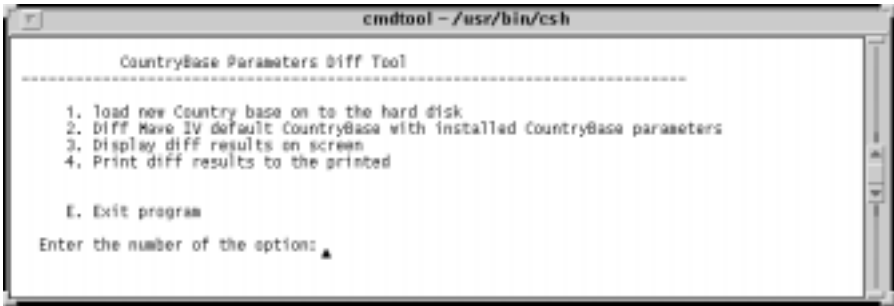 cmdtool - /usr/bin/csh
CountryBase Parameters Diff Tool
--------------------------------------------------------------------------------
1. load new Country base on to the hard disk
2. Diff Wave IV default CountryBase with installed CountryBase parameters
3. Display diff results on screen
4. Print diff results to the printed
E. Exit program
Enter the number of the option: